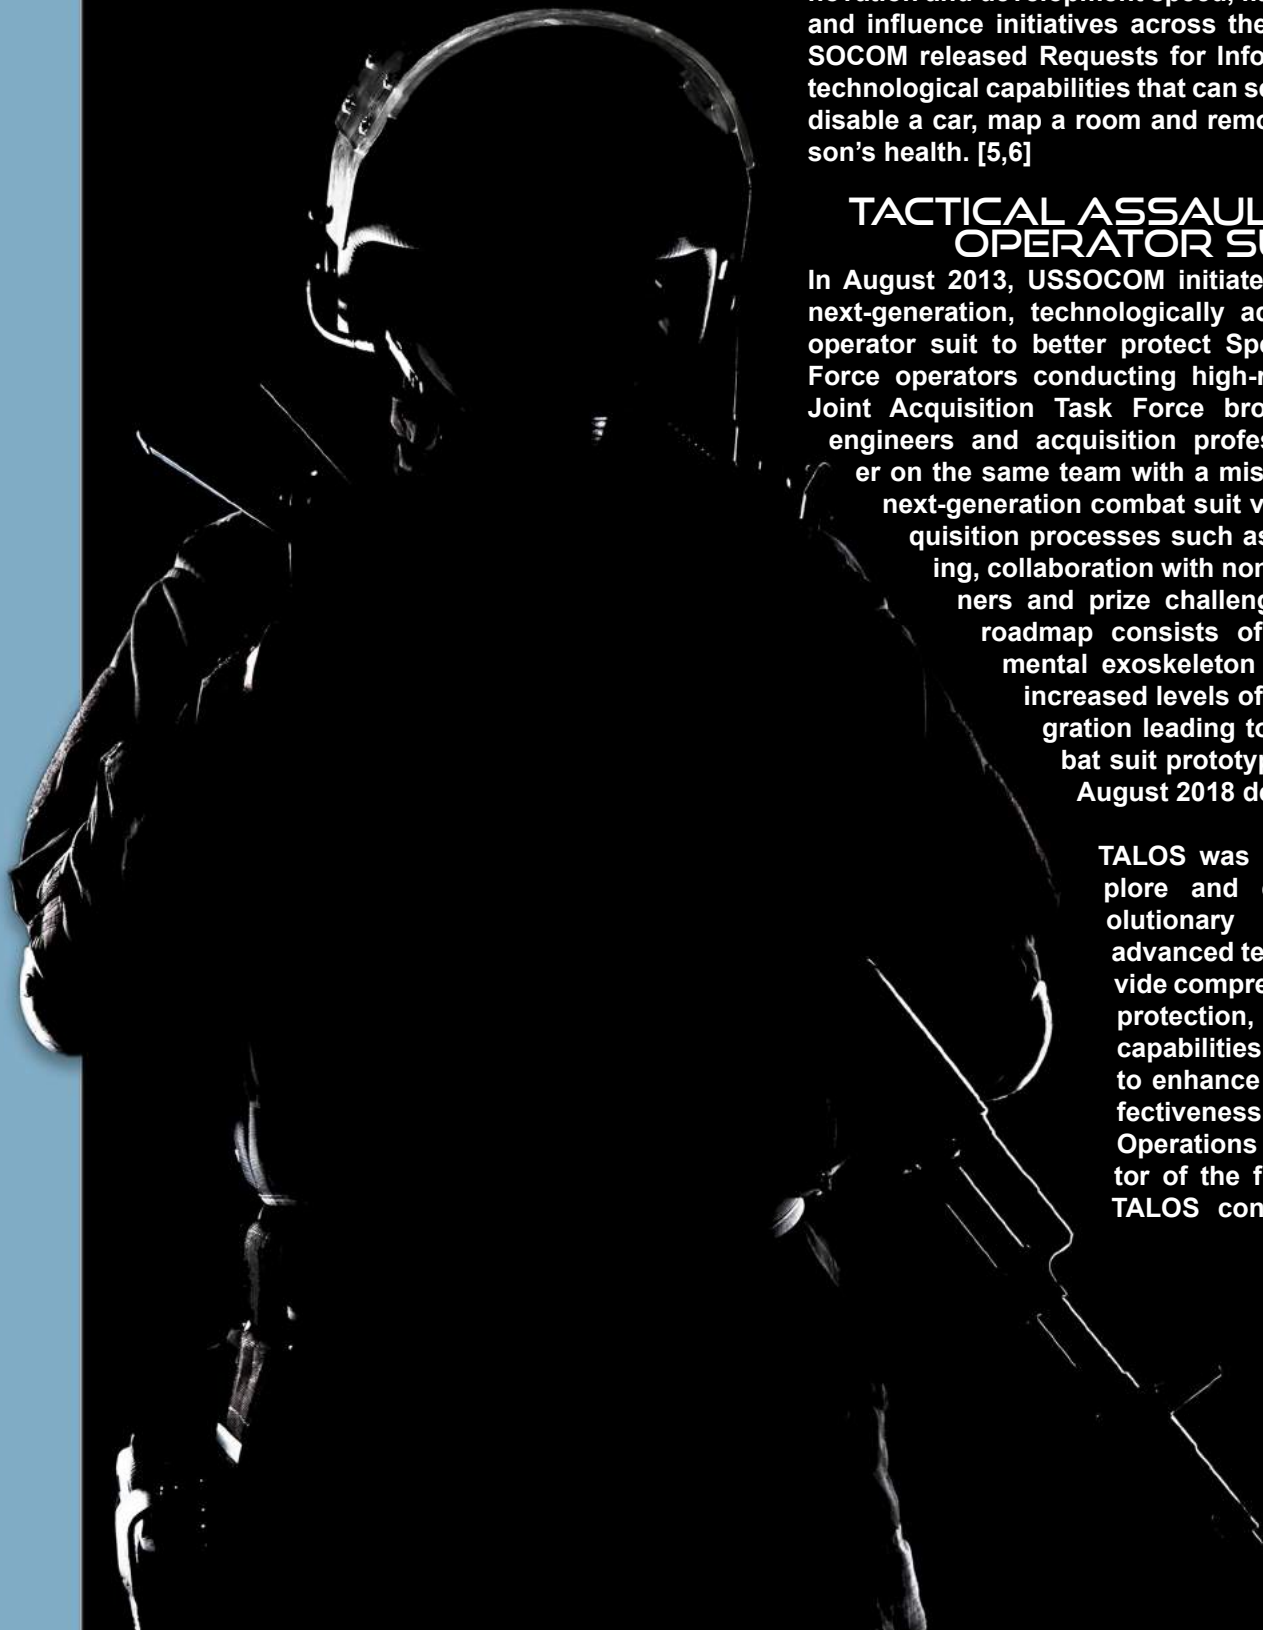 and influence initiatives across the
SOCOM released Requests for Info
technological capabilities that can se
disable a car, map a room and remo
son's health. [5,6]
TACTICAL ASSAUL
OPERATOR SU
In August 2013, USSOCOM initiate
next-generation, technologically ad
operator suit to better protect Spe
Force operators conducting high-r
Joint Acquisition Task Force bro
engineers and acquisition profes
er on the same team with a mis
next-generation combat suit v
quisition processes such as
ing, collaboration with non
ners and prize challeng
roadmap consists of
mental exoskeleton
increased levels of
gration leading to
bat suit prototyp
August 2018 de
TALOS was
plore and
olutionary
advanced te
vide compre
protection,
capabilities
to enhance
fectiveness
Operations
tor of the f
TALOS con